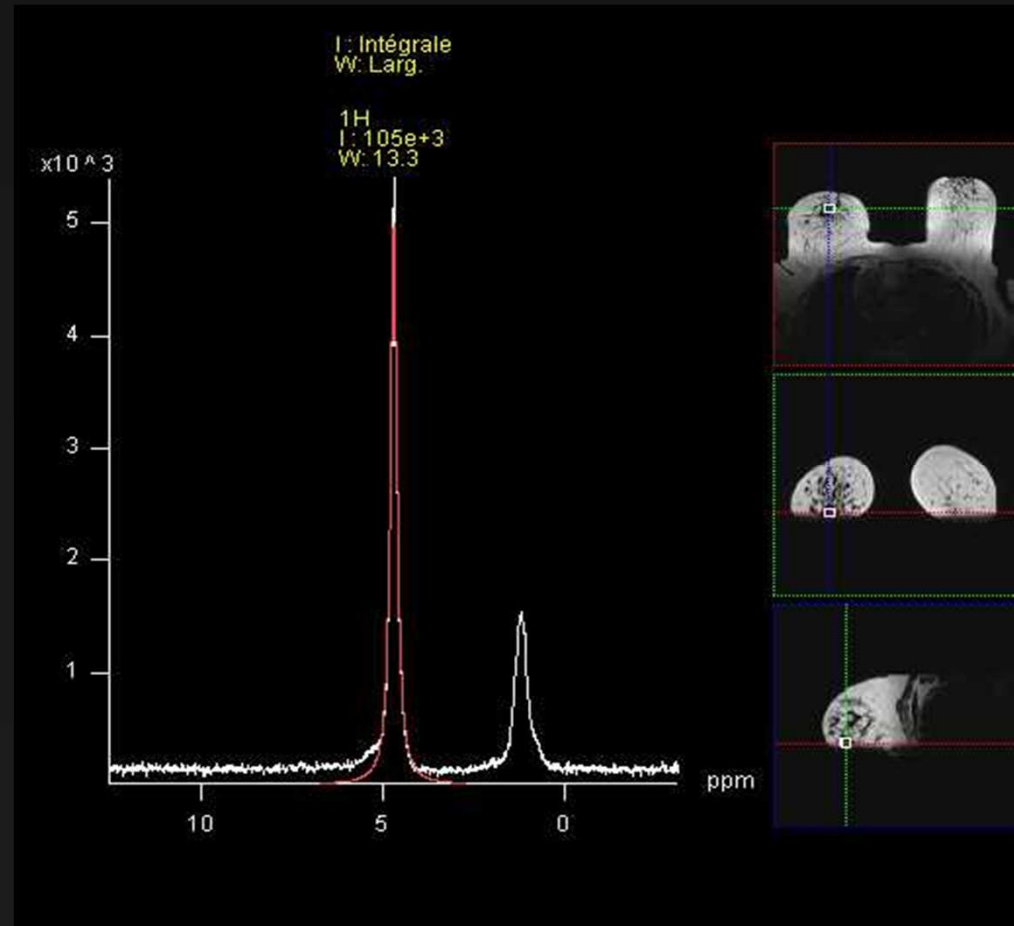 I : Intégrale
W: Larg.
1H
I : 105e+3
W: 13.3
x10^3
5
4
3
2
1
ppm
10 5 0